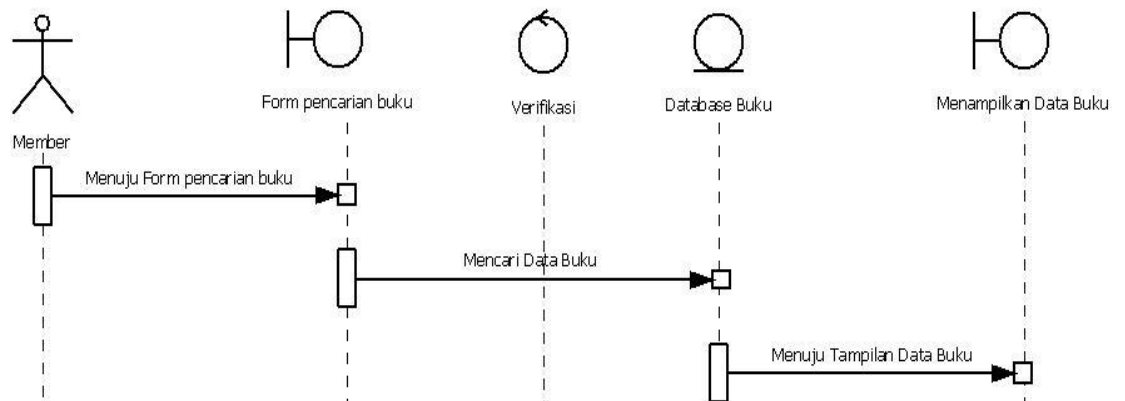 Member
Form pencarian buku
Verifikasi
Database Buku
Menampilkan Data Buku
Menuju Form pencarian buku
Mencari Data Buku
Menuju Tampilan Data Buku